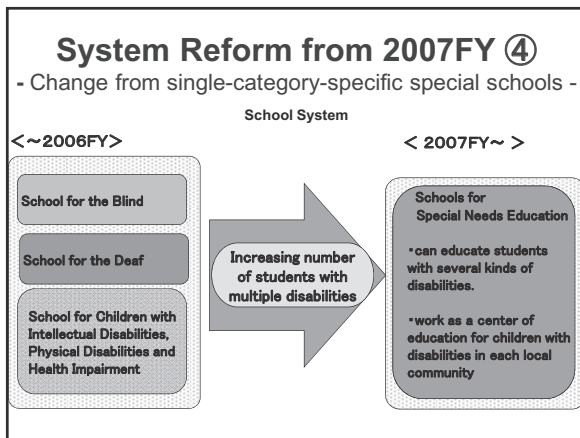 System Reform from 2007FY ④
- Change from single-category-specific special schools -
School System
＜～2006FY＞
School for the Blind
School for the Deaf
School for Children with
Intellectual Disabilities,
Physical Disabilities and
Health Impairment
Increasing number
of students with
multiple disabilities
＜ 2007FY～ ＞
Schools for
Special Needs Education
・can educate students
with several kinds of
disabilities.
・work as a center of
education for children with
disabilities in each local
community